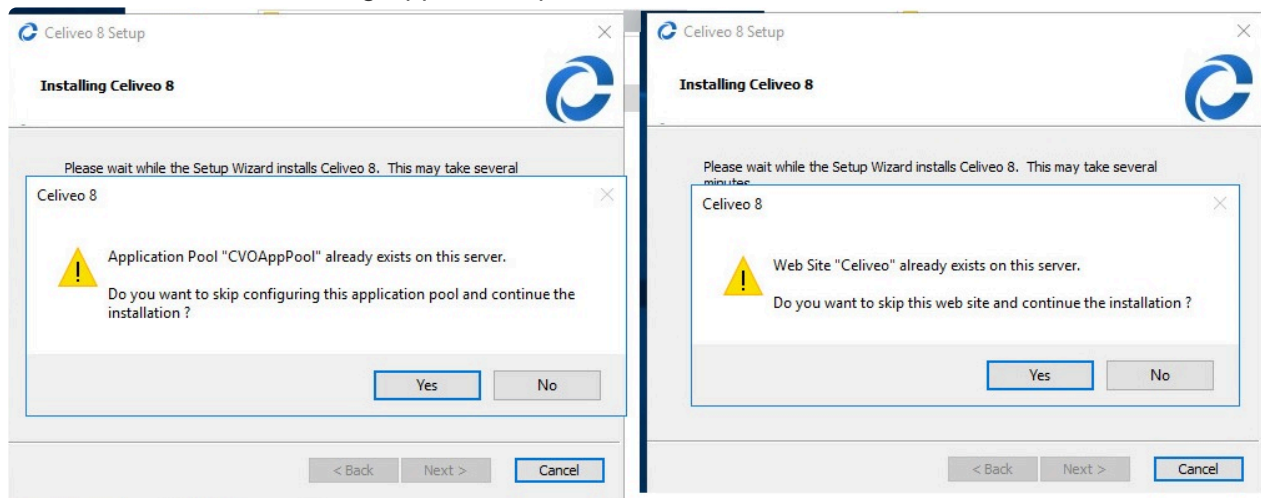 Celiveo 8 Setup
Installing Celiveo 8
Please wait while the Setup Wizard installs Celiveo 8. This may take several
Celiveo 8
Application Pool "CVOAppPool" already exists on this server.
Do you want to skip configuring this application pool and continue the
installation ?
Yes No
< Back Next > Cancel
Celiveo 8 Setup
Installing Celiveo 8
Please wait while the Setup Wizard installs Celiveo 8. This may take several
minutes.
Celiveo 8
Web Site "Celiveo" already exists on this server.
Do you want to skip this web site and continue the installation ?
Yes No
< Back Next > Cancel